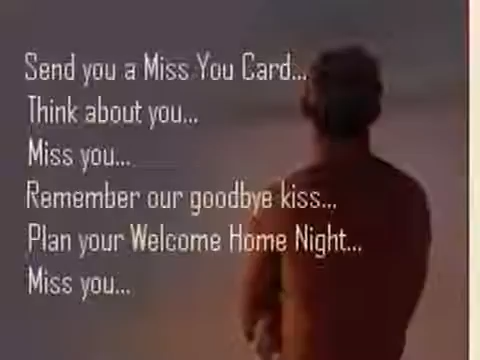 Send you a Miss You Card...
Think about you...
Miss you...
Remember our goodbye kiss...
Plan your Welcome Home Night...
Miss you...